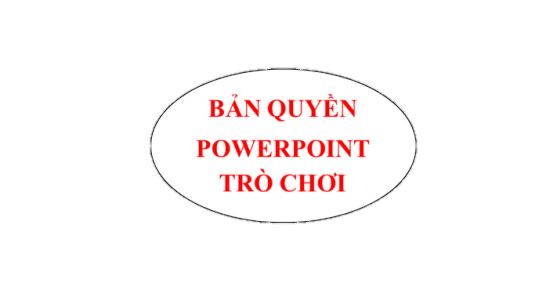 BẢN QUYỀN
POWERPOINT
TRÒ CHƠI